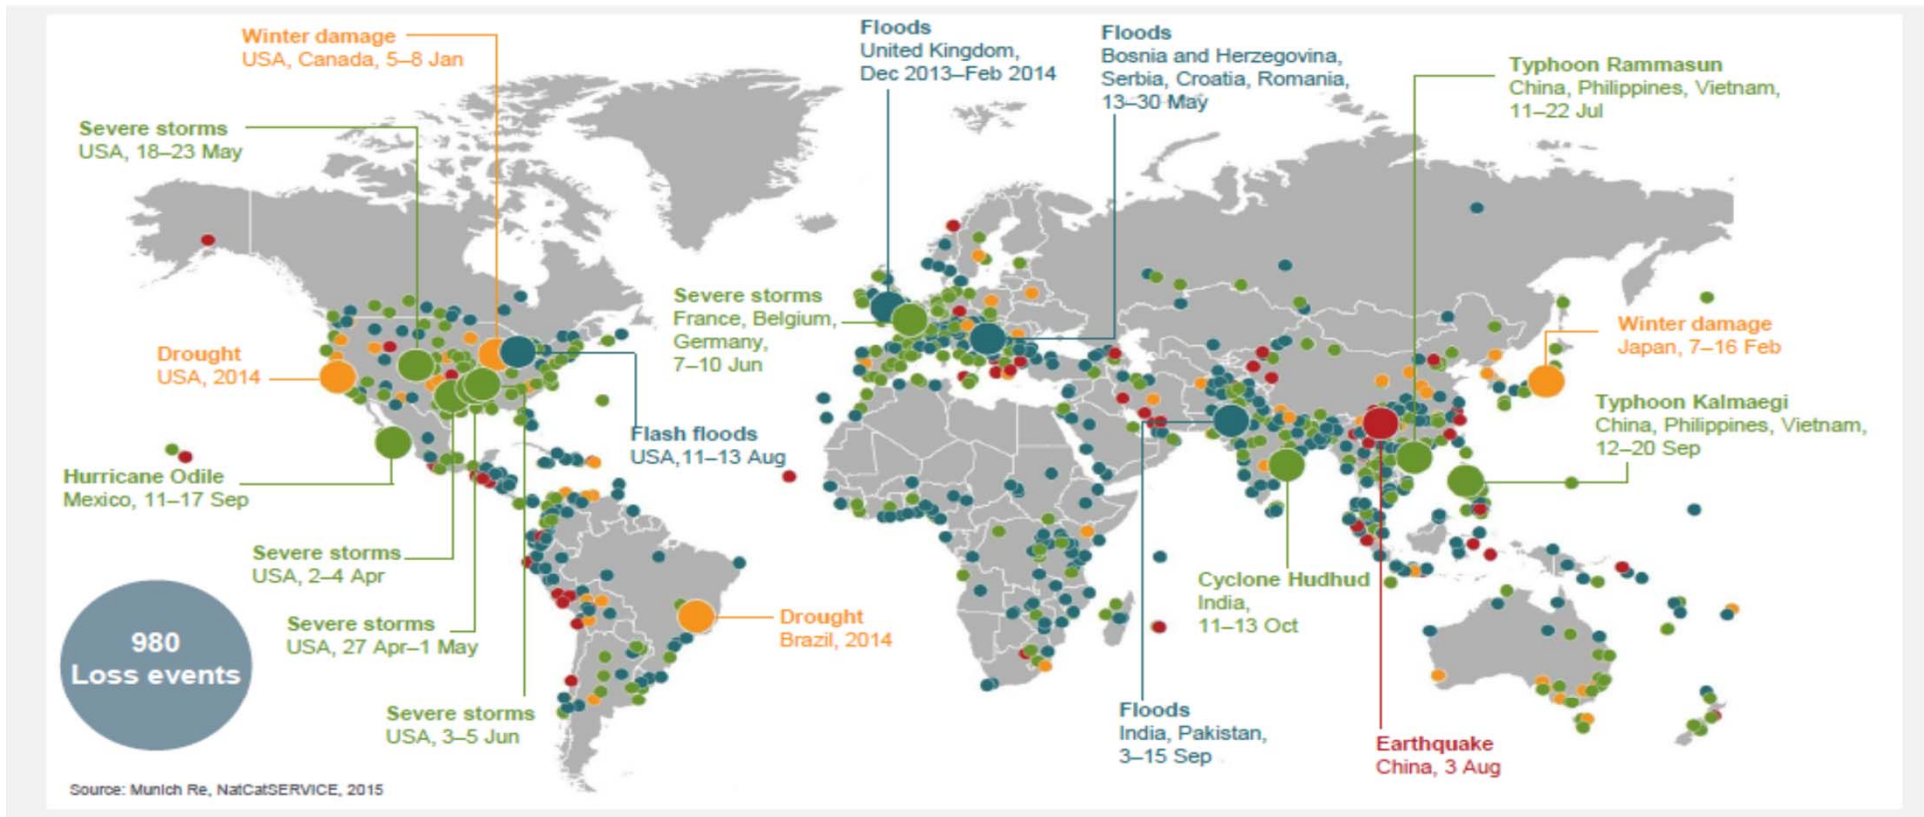 Winter damage
USA, Canada, 5–8 Jan
Floods
United Kingdom,
Dec 2013–Feb 2014
Floods
Bosnia and Herzegovina,
Serbia, Croatia, Romania,
13–30 May
Typhoon Rammasun
China, Philippines, Vietnam,
11–22 Jul
Severe storms
USA, 18–23 May
Severe storms
France, Belgium,
Germany,
7–10 Jun
Winter damage
Japan, 7–16 Feb
Drought
USA, 2014
Typhoon Kalmaegi
China, Philippines, Vietnam,
12–20 Sep
Flash floods
USA,11–13 Aug
Hurricane Odile
Mexico, 11–17 Sep
Severe storms
USA, 2–4 Apr
Cyclone Hudhud
India,
11–13 Oct
Severe storms
USA, 27 Apr–1 May
Drought
Brazil, 2014
980
Loss events
Severe storms
USA, 3–5 Jun
Floods
India, Pakistan,
3–15 Sep
Earthquake
China, 3 Aug
Source: Munich Re, NatCatSERVICE, 2015